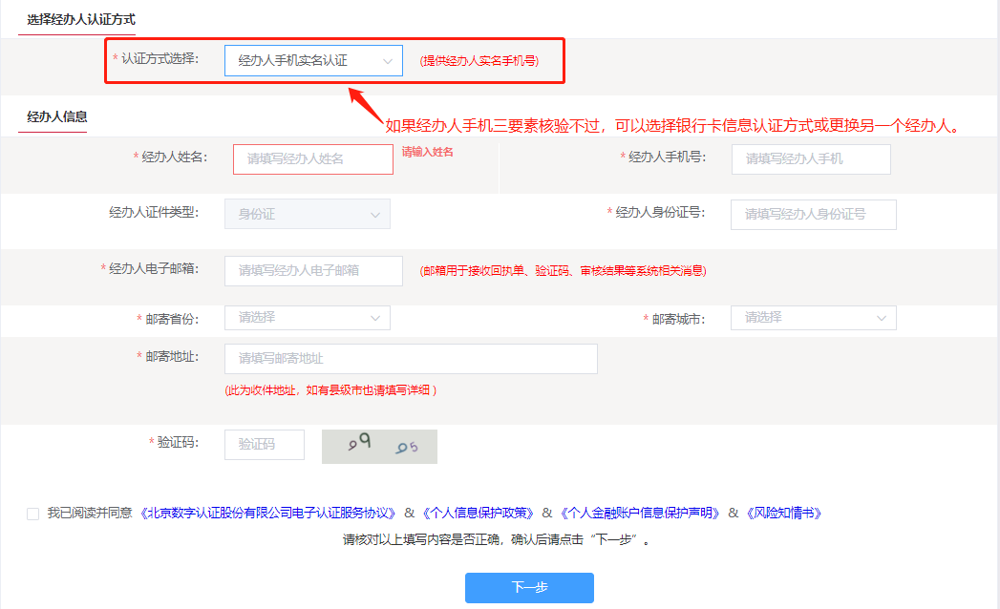 选择经办人认证方式
* 认证方式选择： 经办人手机实名认证 (提供经办人实名手机号)
经办人信息
如果经办人手机三要素核验不过，可以选择银行卡信息认证方式或更换另一个经办人。
* 经办人姓名： 请填写经办人姓名 请输入姓名 * 经办人手机号： 请填写经办人手机
经办人证件类型： 身份证 * 经办人身份证号： 请填写经办人身份证号
* 经办人电子邮箱： 请填写经办人电子邮箱 (邮箱用于接收回执单、验证码、审核结果等系统相关消息)
* 邮寄省份： 请选择 * 邮寄城市： 请选择
* 邮寄地址： 请填写邮寄地址
(此为收件地址，如有县级市也请填写详细 )
* 验证码： 验证码 9 9 9 5
我已阅读并同意 《北京数字认证股份有限公司电子认证服务协议》 & 《个人信息保护政策》 & 《个人金融账户信息保护声明》 & 《风险知情书》
请核对以上填写内容是否正确，确认后请点击“下一步”。
下一步